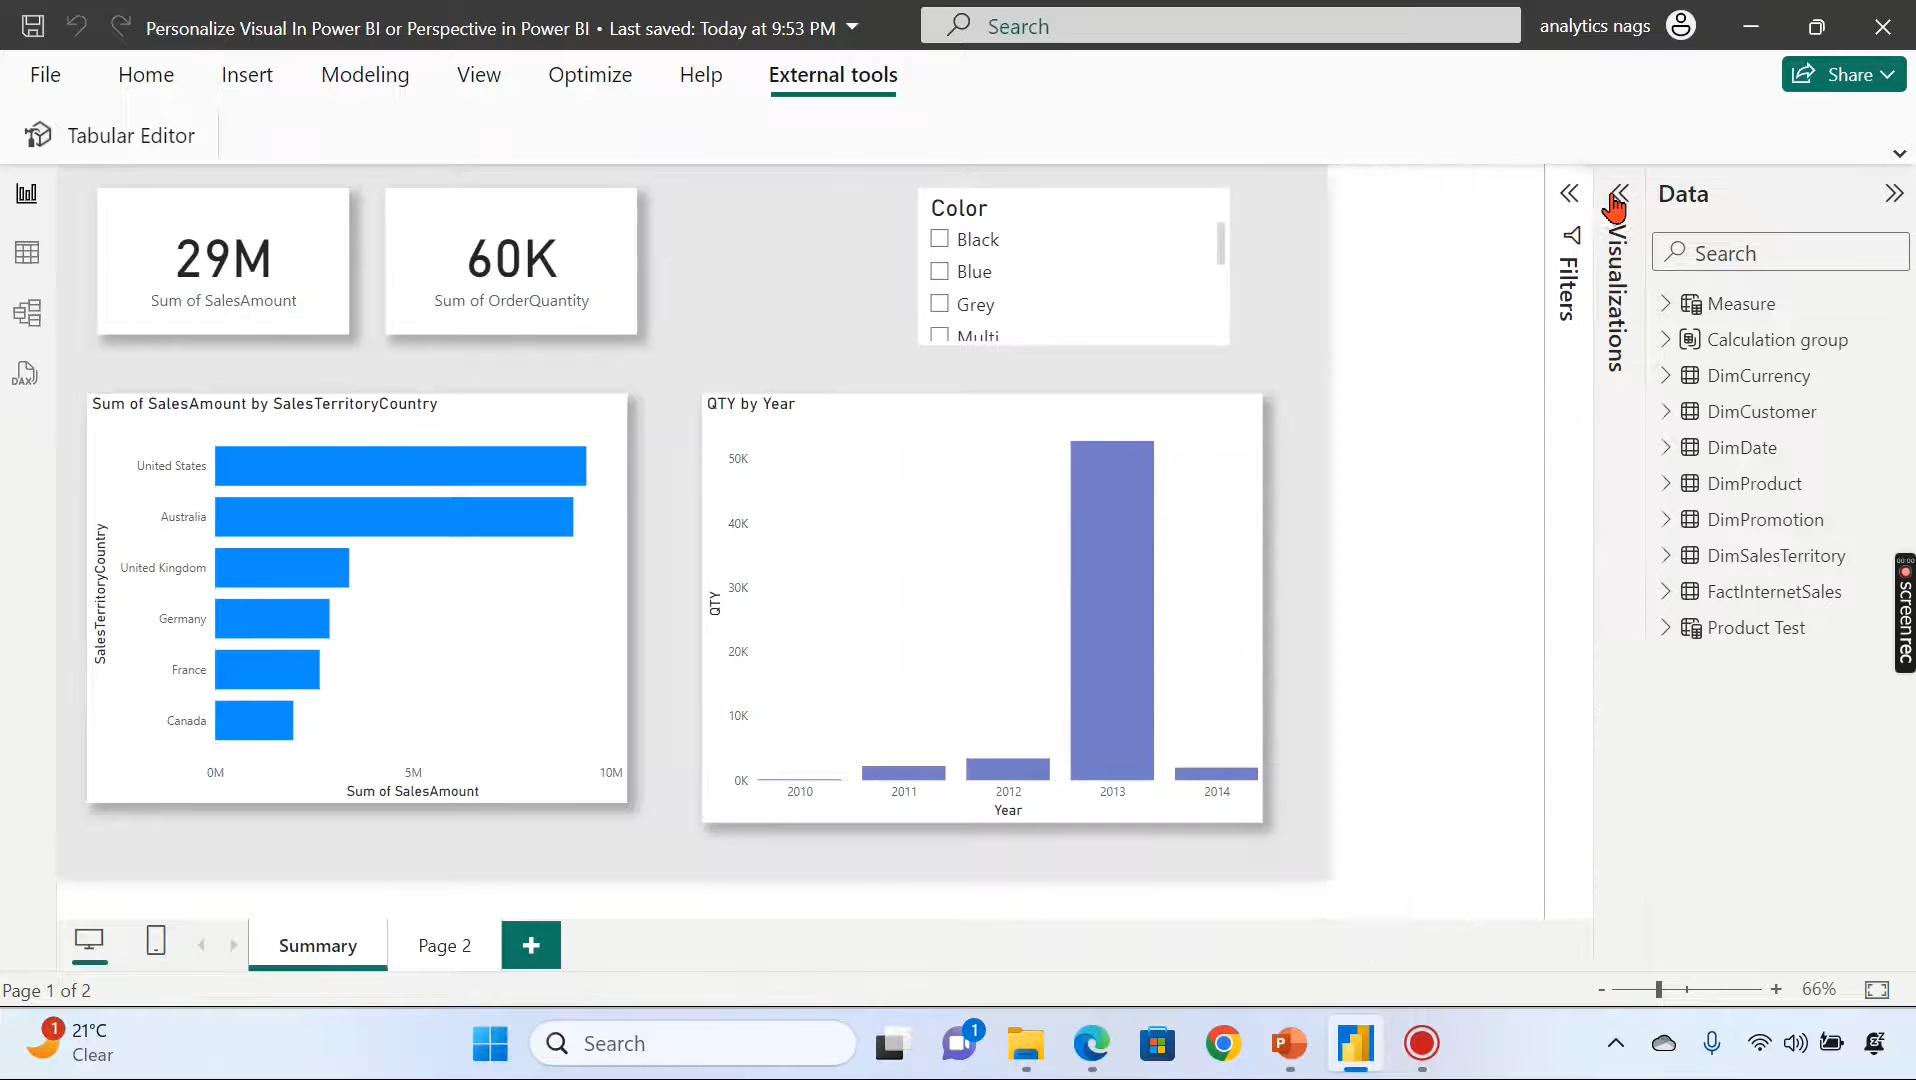 Personalize Visual In Power BI or Perspective in Power BI • Last saved: Today at 9:53 PM
Search
analytics nags
File
Home
Insert
Modeling
View
Optimize
Help
External tools
Share
Tabular Editor
29M
Sum of SalesAmount
60K
Sum of OrderQuantity
Color
Black
Blue
Grey
Multi
Filters
Visualizations
Data
Search
Measure
Calculation group
DimCurrency
DimCustomer
DimDate
DimProduct
DimPromotion
DimSalesTerritory
FactInternetSales
Product Test
DAX
00:00
screenrec
Sum of SalesAmount by SalesTerritoryCountry
SalesTerritoryCountry
United States
Australia
United Kingdom
Germany
France
Canada
0M
5M
10M
Sum of SalesAmount
QTY by Year
QTY
50K
40K
30K
20K
10K
0K
2010
2011
2012
2013
2014
Year
Summary
Page 2
+
Page 1 of 2
- + 66%
1
21°C
Clear
Search
1
P